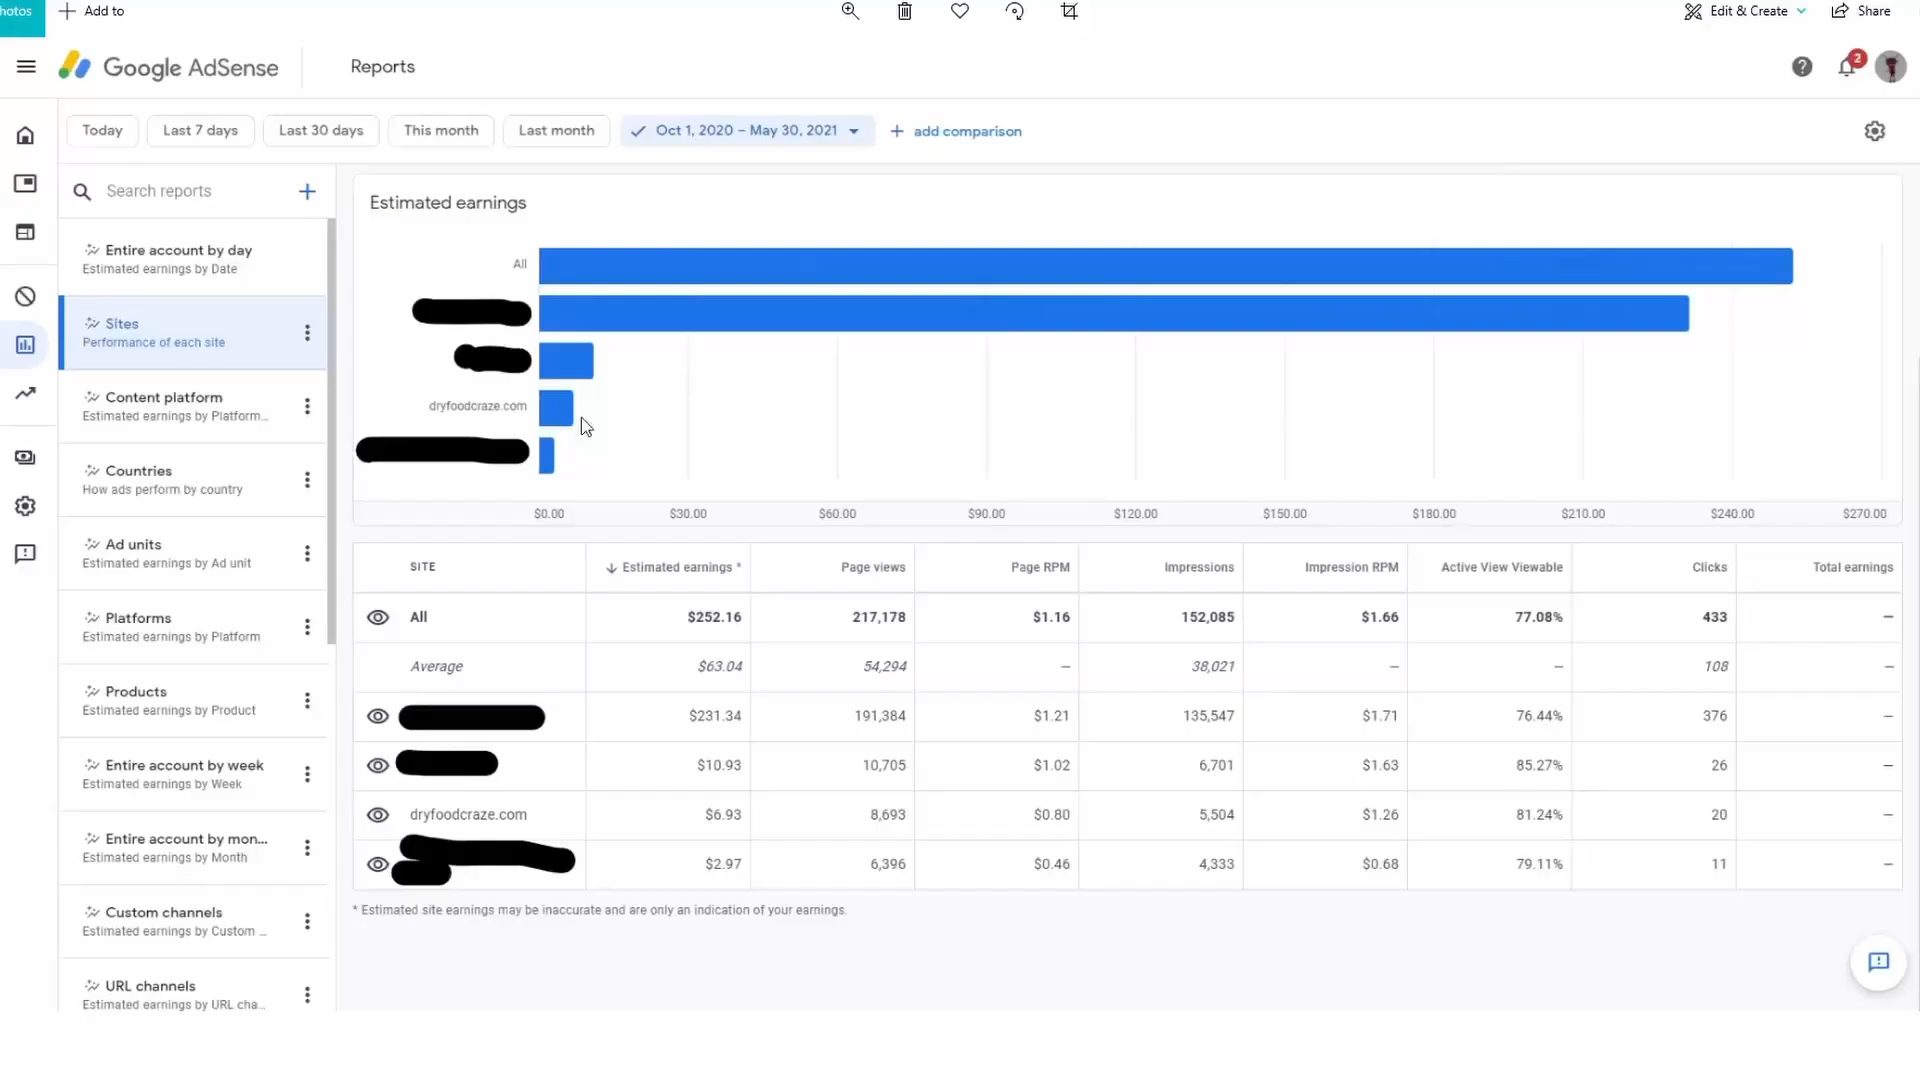 hotos
Add to
Edit & Create
Share
Google AdSense
Reports
2
Today
Last 7 days
Last 30 days
This month
Last month
Oct 1, 2020 – May 30, 2021
add comparison
Search reports
Entire account by day
Estimated earnings by Date
Sites
Performance of each site
Content platform
Estimated earnings by Platform...
Countries
How ads perform by country
Ad units
Estimated earnings by Ad unit
Platforms
Estimated earnings by Platform
Products
Estimated earnings by Product
Entire account by week
Estimated earnings by Week
Entire account by mon...
Estimated earnings by Month
Custom channels
Estimated earnings by Custom ...
URL channels
Estimated earnings by URL cha...
Estimated earnings
All
dryfoodcraze.com
$0.00 $30.00 $60.00 $90.00 $120.00 $150.00 $180.00 $210.00 $240.00 $270.00
SITE Estimated earnings * Page views Page RPM Impressions Impression RPM Active View Viewable Clicks Total earnings
All $252.16 217,178 $1.16 152,085 $1.66 77.08% 433 –
Average $63.04 54,294 – 38,021 – – 108 –
$231.34 191,384 $1.21 135,547 $1.71 76.44% 376 –
$10.93 10,705 $1.02 6,701 $1.63 85.27% 26 –
dryfoodcraze.com $6.93 8,693 $0.80 5,504 $1.26 81.24% 20 –
$2.97 6,396 $0.46 4,333 $0.68 79.11% 11 –
* Estimated site earnings may be inaccurate and are only an indication of your earnings.